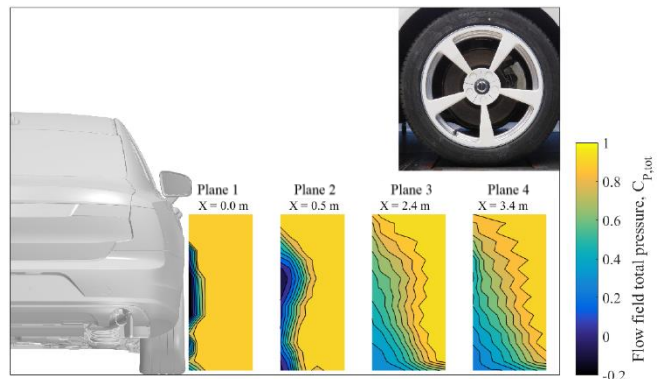 Plane 1
X = 0.0 m
Plane 2
X = 0.5 m
Plane 3
X = 2.4 m
Plane 4
X = 3.4 m
1
0.8
0.6
0.4
0.2
0
-0.2
Flow field total pressure, C_P,tot